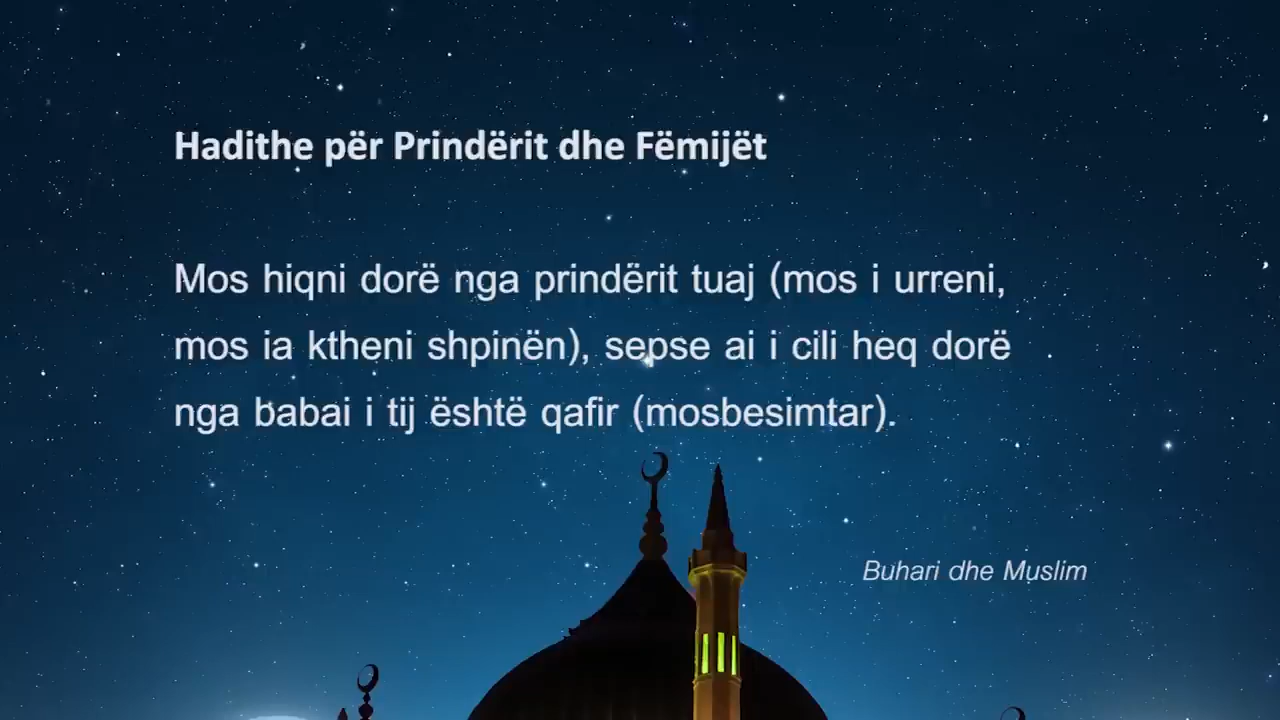 Hadithe për Prindërit dhe Fëmijët
Mos hiqni dorë nga prindërit tuaj (mos i urreni,
mos ia ktheni shpinën), sepse ai i cili heq dorë
nga babai i tij është qafir (mosbesimtar).
Buhari dhe Muslim